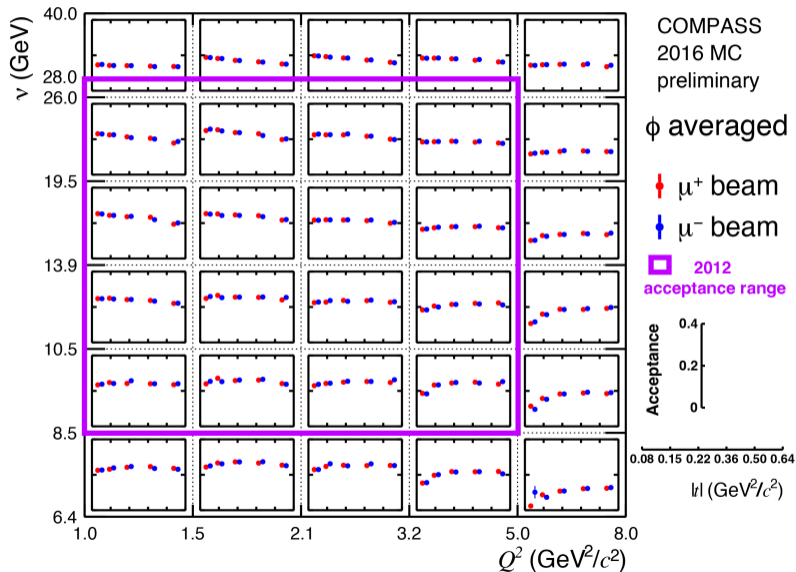 40.0
28.0
26.0
19.5
13.9
10.5
8.5
6.4
ν (GeV)
1.0 1.5 2.1 3.2 5.0 8.0
Q² (GeV²/c²)
COMPASS
2016 MC
preliminary
ϕ averaged
μ⁺ beam
μ⁻ beam
2012
acceptance range
Acceptance
0.4
0.2
0
0.08 0.15 0.22 0.36 0.50 0.64
|t| (GeV²/c²)